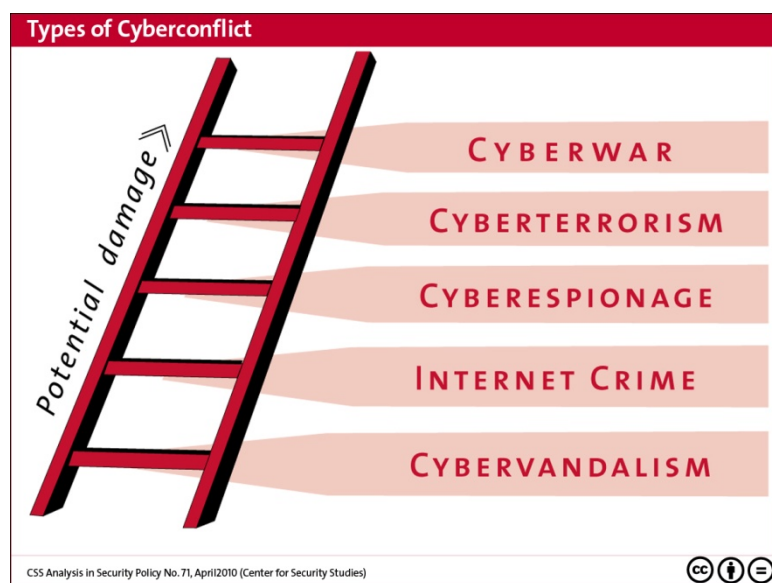 Types of Cyberconflict
Potential damage
CYBERWAR
CYBERTERRORISM
CYBERESPIONAGE
INTERNET CRIME
CYBERVANDALISM
CSS Analysis in Security Policy No. 71, April2010 (Center for Security Studies)
cc